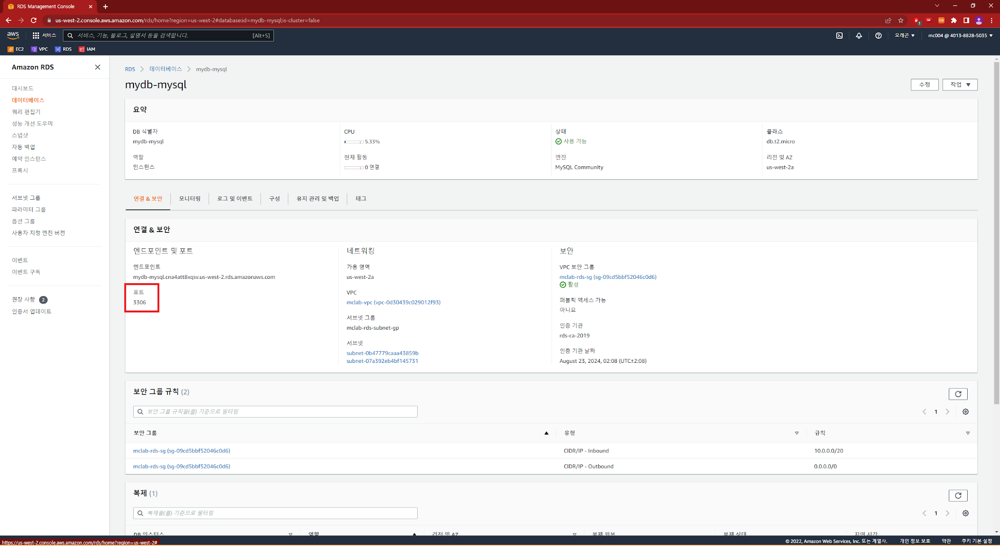 RDS Management Console
us-west-2.console.aws.amazon.com/rds/home?region=us-west-2#database:id=mydb-mysql;is-cluster=false
1
aws
서비스
서비스, 기능, 블로그, 설명서 등을 검색합니다.
[Alt+S]
오레곤
mc004 @ 4013-8828-5035
EC2
VPC
RDS
IAM
Amazon RDS
대시보드
데이터베이스
쿼리 편집기
성능 개선 도우미
스냅샷
자동 백업
예약 인스턴스
프록시
서브넷 그룹
파라미터 그룹
옵션 그룹
사용자 지정 엔진 버전
이벤트
이벤트 구독
권장 사항 2
인증서 업데이트
RDS
데이터베이스
mydb-mysql
mydb-mysql
수정
작업
요약
DB 식별자
mydb-mysql
역할
인스턴스
CPU
5.33%
현재 활동
0 연결
상태
사용 가능
엔진
MySQL Community
클래스
db.t2.micro
리전 및 AZ
us-west-2a
연결 & 보안
모니터링
로그 및 이벤트
구성
유지 관리 및 백업
태그
연결 & 보안
엔드포인트 및 포트
엔드포인트
mydb-mysql.cna4att8xqsv.us-west-2.rds.amazonaws.com
포트
3306
네트워킹
가용 영역
us-west-2a
VPC
mclab-vpc (vpc-0d30439c029012f93)
서브넷 그룹
mclab-rds-subnet-gp
서브넷
subnet-0b47779caaa43859b
subnet-07a392eb4bf145731
보안
VPC 보안 그룹
mclab-rds-sg (sg-09cd5bbf52046c0d6)
활성
퍼블릭 액세스 가능
아니요
인증 기관
rds-ca-2019
인증 기관 날짜
August 23, 2024, 02:08 (UTC±2:08)
보안 그룹 규칙 (2)
보안 그룹 규칙을(를) 기준으로 필터링
1
보안 그룹
유형
규칙
mclab-rds-sg (sg-09cd5bbf52046c0d6)
CIDR/IP - Inbound
10.0.0.0/20
mclab-rds-sg (sg-09cd5bbf52046c0d6)
CIDR/IP - Outbound
0.0.0.0/0
복제 (1)
복제을(를) 기준으로 필터링
1
DB 인스턴스
역할
리전 및 AZ
복제 원본
복제 상태
지연 시간
https://us-west-2.console.aws.amazon.com/rds/home?region=us-west-2#
© 2022, Amazon Web Services, Inc. 또는 계열사.
개인 정보 보호
약관
쿠키 기본 설정